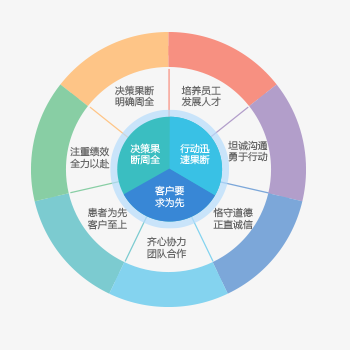 决策果断
明确周全
培养员工
发展人才
坦诚沟通
勇于行动
恪守道德
正直诚信
齐心协力
团队合作
患者为先
客户至上
注重绩效
全力以赴
决策果
断周全
行动迅
速果断
客户要
求为先